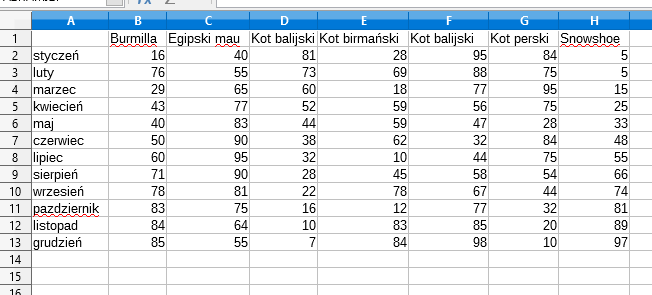 A B C D E F G H
1 Burmilla Egipski mau Kot balijski Kot birmański Kot balijski Kot perski Snowshoe
2 styczeń 16 40 81 28 95 84 5
3 luty 76 55 73 69 88 75 5
4 marzec 29 65 60 18 77 95 15
5 kwiecień 43 77 52 59 56 75 25
6 maj 40 83 44 59 47 28 33
7 czerwiec 50 90 38 62 32 84 48
8 lipiec 60 95 32 10 44 75 55
9 sierpień 71 90 28 45 58 54 66
10 wrzesień 78 81 22 78 67 44 74
11 pazdziernik 83 75 16 12 77 32 81
12 listopad 84 64 10 83 85 20 89
13 grudzień 85 55 7 84 98 10 97
14
15
16